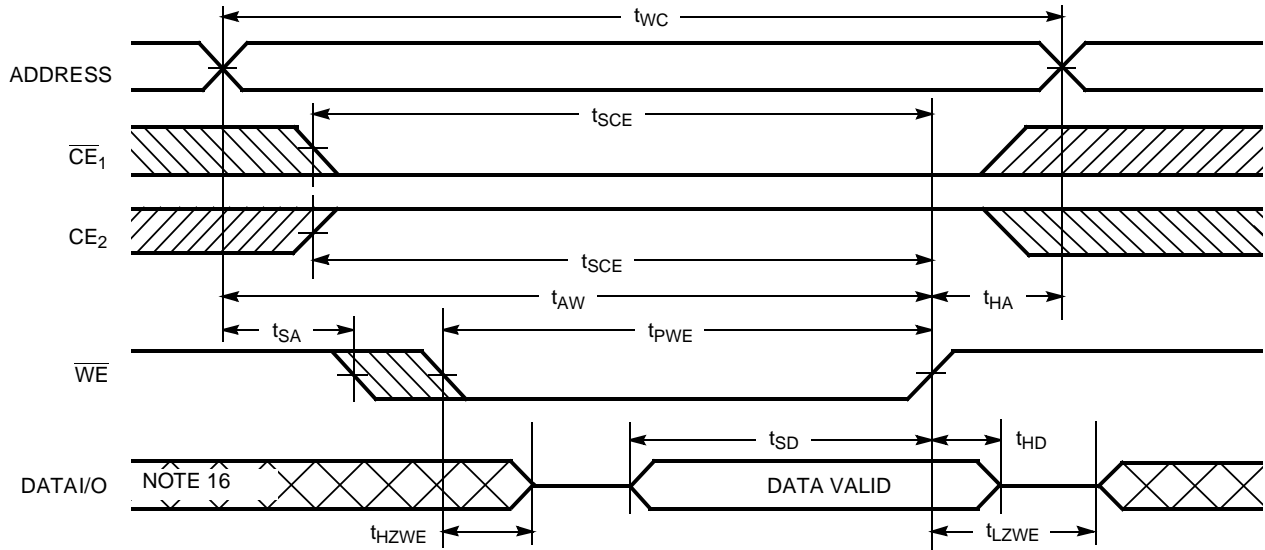 tWC
ADDRESS
tSCE
CE1
CE2
tSCE
tAW
tHA
tSA
tPWE
WE
tSD
tHD
DATAI/O
NOTE 16
DATA VALID
tHZWE
tLZWE